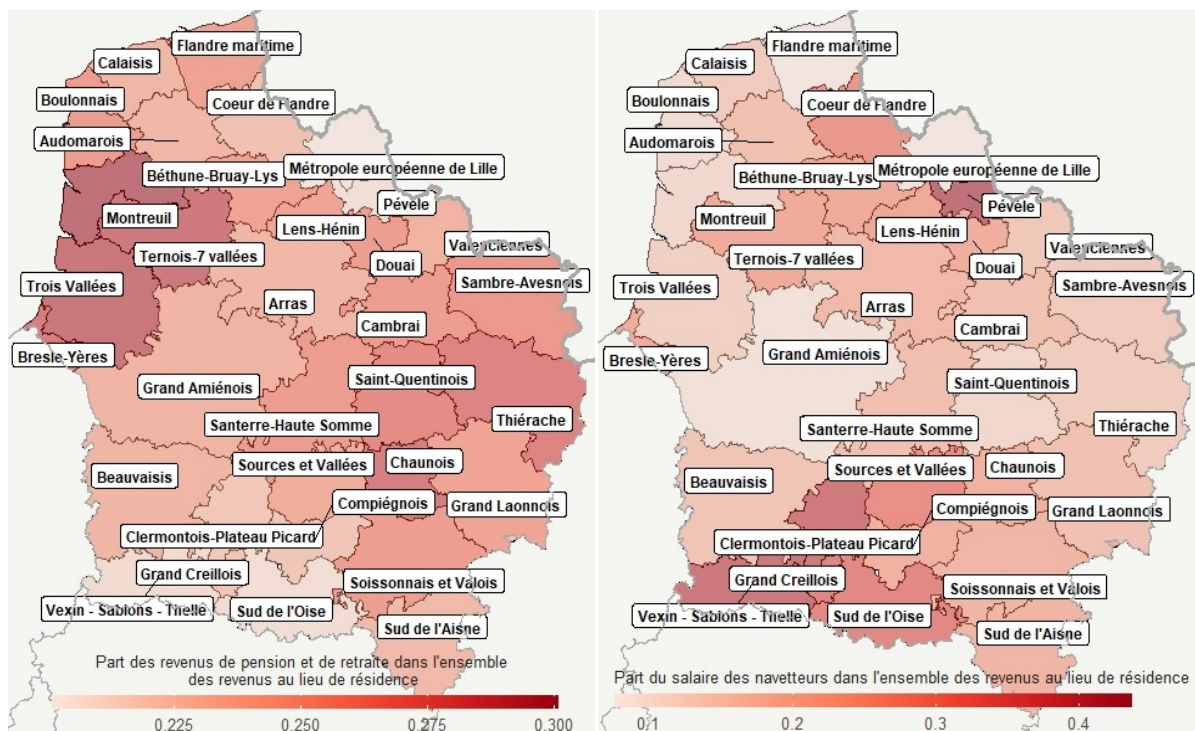 Flandre maritime
Calaisis
Boulonnais
Coeur de Flandre
Audomarois
Métropole européenne de Lille
Béthune-Bruay-Lys
Pévèle
Montreuil
Lens-Hénin
Valenciennes
Ternois-7 vallées
Douai
Trois Vallées
Sambre-Avesnois
Arras
Cambrai
Bresle-Yères
Grand Amiénois
Saint-Quentinois
Santerre-Haute Somme
Thiérache
Beauvaisis
Sources et Vallées
Chaunois
Compiégnois
Grand Laonnois
Clermontois-Plateau Picard
Grand Creillois
Soissonnais et Valois
Vexin - Sablons - Thelle
Sud de l'Oise
Sud de l'Aisne
Part des revenus de pension et de retraite dans l'ensemble
des revenus au lieu de résidence
0.225 0.250 0.275 0.300
Flandre maritime
Calaisis
Boulonnais
Coeur de Flandre
Audomarois
Métropole européenne de Lille
Béthune-Bruay-Lys
Pévèle
Montreuil
Lens-Hénin
Valenciennes
Ternois-7 vallées
Douai
Trois Vallées
Sambre-Avesnois
Arras
Cambrai
Bresle-Yères
Grand Amiénois
Saint-Quentinois
Santerre-Haute Somme
Thiérache
Beauvaisis
Sources et Vallées
Chaunois
Compiégnois
Grand Laonnois
Clermontois-Plateau Picard
Grand Creillois
Soissonnais et Valois
Vexin - Sablons - Thelle
Sud de l'Oise
Sud de l'Aisne
Part du salaire des navetteurs dans l'ensemble des revenus au lieu de résidence
0.1 0.2 0.3 0.4